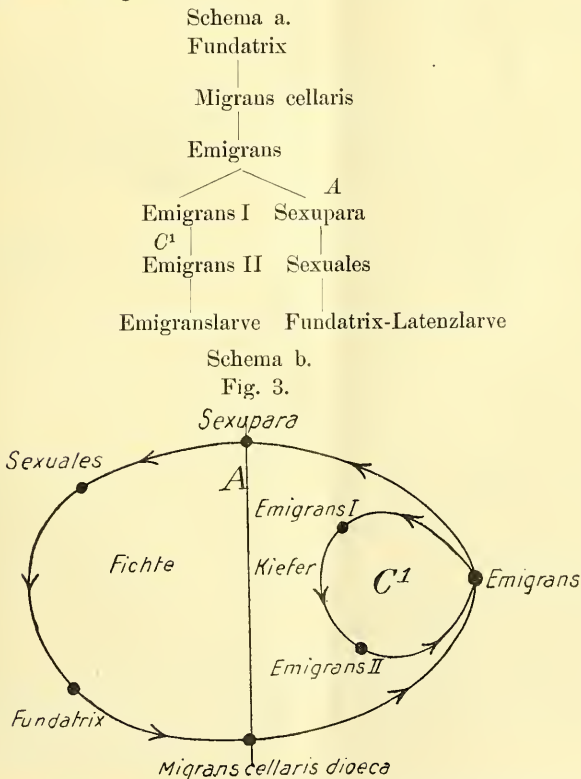 Schema a.
Fundatrix
Migrans cellaris
Emigrans
A
Emigrans I Sexupara
C¹
Emigrans II Sexuales
Emigranslarve Fundatrix-Latenzlarve
Schema b.
Fig. 3.
Sexupara
Sexuales
A
Emigrans I
Fichte Kiefer C¹ Emigrans
Emigrans II
Fundatrix
Migrans cellaris dioeca